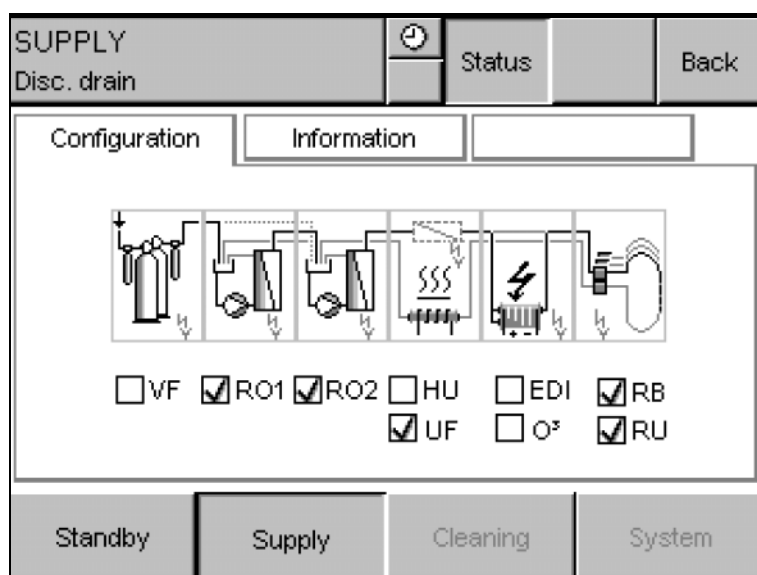 SUPPLY
Disc. drain
Status
Back
Configuration
Information
VF RO1 RO2 HU EDI RB
UF O³ RU
Standby
Supply
Cleaning
System